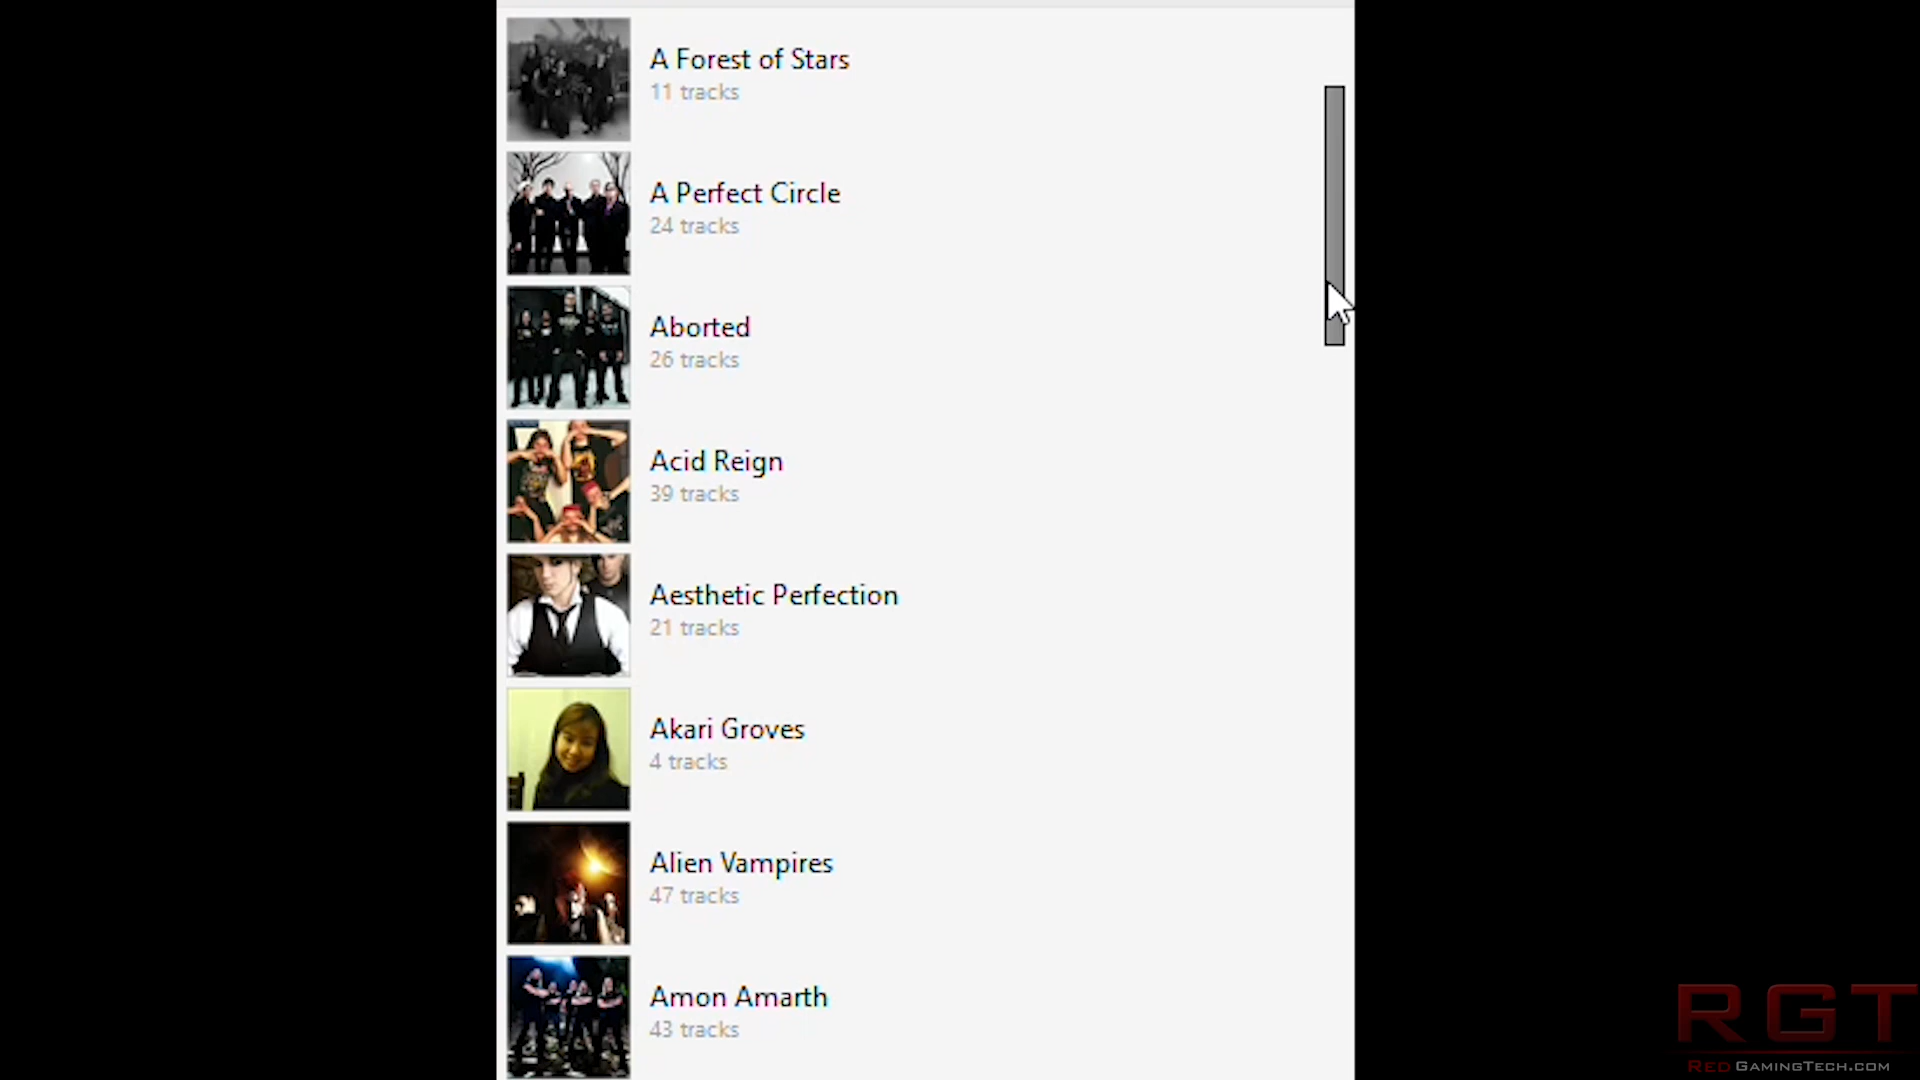 A Forest of Stars
11 tracks
A Perfect Circle
24 tracks
Aborted
26 tracks
Acid Reign
39 tracks
Aesthetic Perfection
21 tracks
Akari Groves
4 tracks
Alien Vampires
47 tracks
Amon Amarth
43 tracks
RGT
RED GAMINGTECH.COM